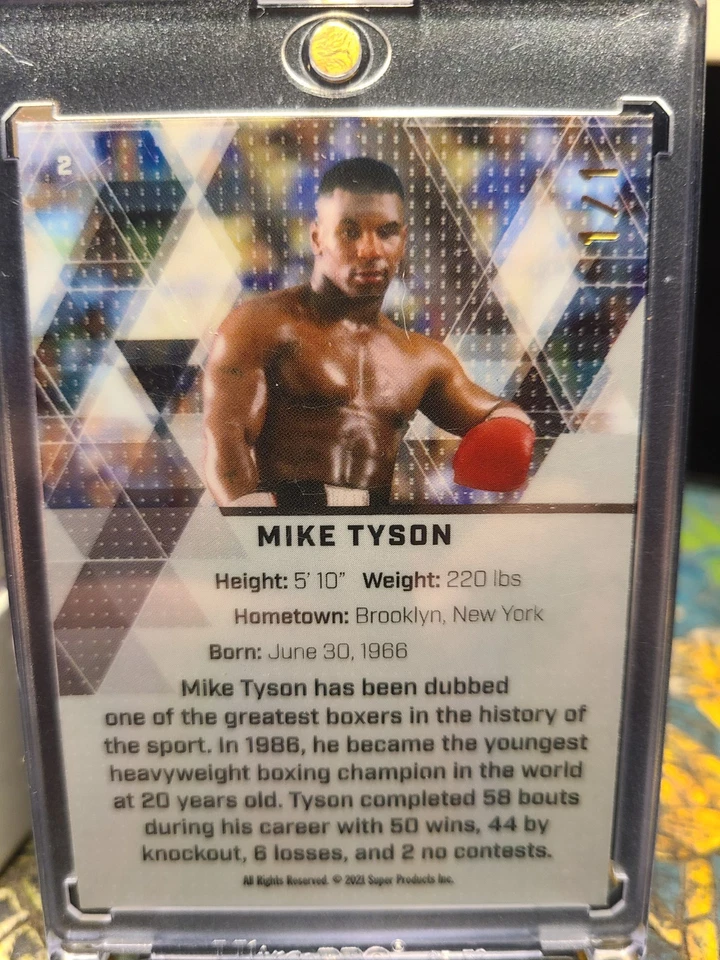 2
1/1
MIKE TYSON
Height: 5' 10" Weight: 220 lbs
Hometown: Brooklyn, New York
Born: June 30, 1966
Mike Tyson has been dubbed
one of the greatest boxers in the history of
the sport. In 1986, he became the youngest
heavyweight boxing champion in the world
at 20 years old. Tyson completed 58 bouts
during his career with 50 wins, 44 by
knockout, 6 losses, and 2 no contests.
All Rights Reserved. © 2021 Super Products Inc.